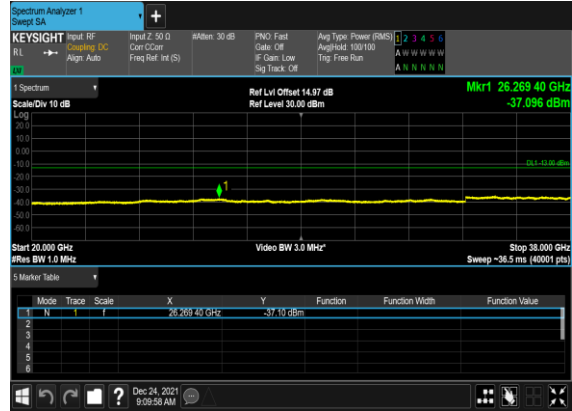 Spectrum Analyzer 1
Swept SA
KEYSIGHT Input: RF Input Z: 50 Ω #Atten: 30 dB PNO: Fast Avg Type: Power (RMS) 1 2 3 4 5 6
RL Coupling: DC Corr CCorr Gate: Off Avg|Hold: 100/100 A W W W W W
Align: Auto Freq Ref: Int (S) IF Gain: Low Trig: Free Run
Sig Track: Off A N N N N N
LW
1 Spectrum Ref Lvl Offset 14.97 dB Mkr1 26.269 40 GHz
Scale/Div 10 dB Ref Level 30.00 dBm -37.096 dBm
Log
20.0
10.0
0.00
-10.0 DL1 -13.00 dBm
-20.0
-30.0 1
-40.0
-50.0
-60.0
Start 20.000 GHz Video BW 3.0 MHz* Stop 38.000 GHz
#Res BW 1.0 MHz Sweep ~36.5 ms (40001 pts)
5 Marker Table
Mode Trace Scale X Y Function Function Width Function Value
1 N 1 f 26.269 40 GHz -37.10 dBm
2
3
4
5
6
? Dec 24, 2021
9:09:58 AM